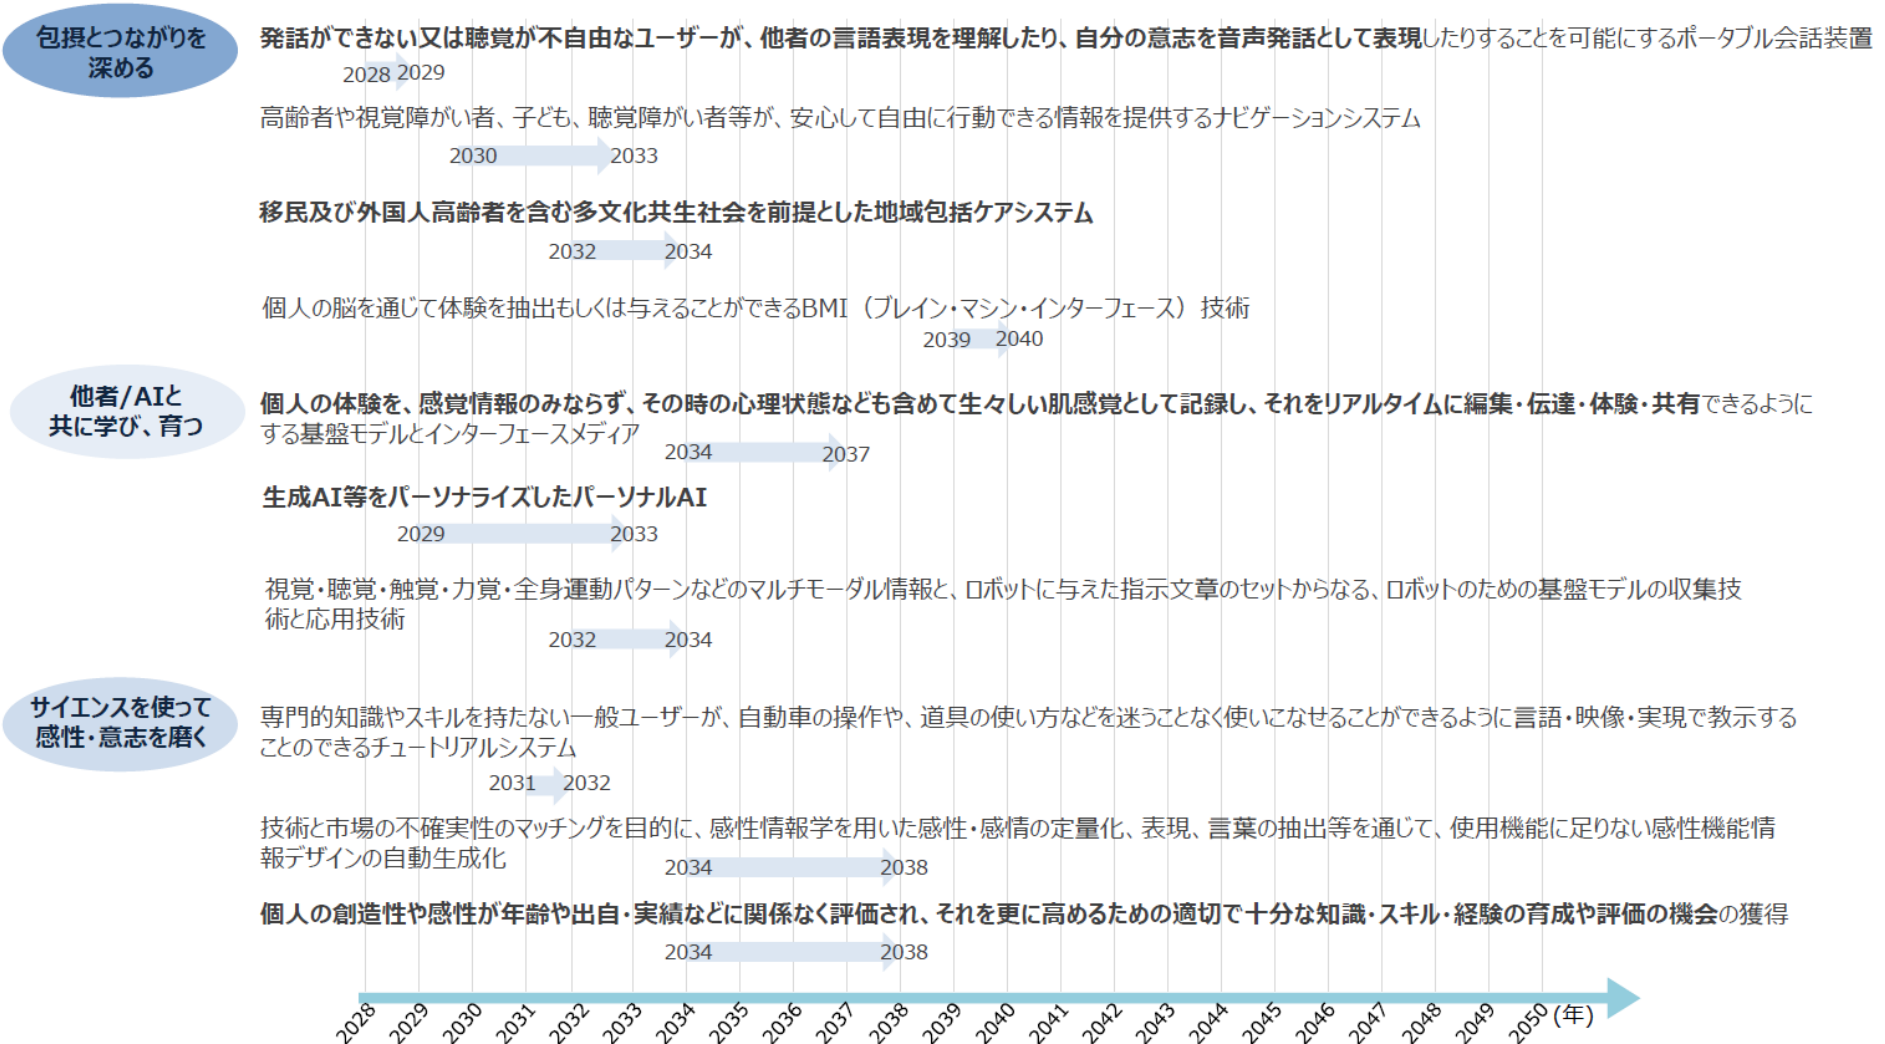 包摂とつながりを
深める
発話ができない又は聴覚が不自由なユーザーが、他者の言語表現を理解したり、自分の意志を音声発話として表現したりすることを可能にするポータブル会話装置
2028 2029
高齢者や視覚障がい者、子ども、聴覚障がい者等が、安心して自由に行動できる情報を提供するナビゲーションシステム
2030 2033
移民及び外国人高齢者を含む多文化共生社会を前提とした地域包括ケアシステム
2032 2034
個人の脳を通じて体験を抽出もしくは与えることができるBMI（ブレイン・マシン・インターフェース）技術
2039 2040
他者/AIと
共に学び、育つ
個人の体験を、感覚情報のみならず、その時の心理状態なども含めて生々しい肌感覚として記録し、それをリアルタイムに編集・伝達・体験・共有できるように
する基盤モデルとインターフェースメディア
2034 2037
生成AI等をパーソナライズしたパーソナルAI
2029 2033
視覚・聴覚・触覚・力覚・全身運動パターンなどのマルチモーダル情報と、ロボットに与えた指示文章のセットからなる、ロボットのための基盤モデルの収集技
術と応用技術
2032 2034
サイエンスを使って
感性・意志を磨く
専門的知識やスキルを持たない一般ユーザーが、自動車の操作や、道具の使い方などを迷うことなく使いこなせることができるように言語・映像・実現で教示する
ことのできるチュートリアルシステム
2031 2032
技術と市場の不確実性のマッチングを目的に、感性情報学を用いた感性・感情の定量化、表現、言葉の抽出等を通じて、使用機能に足りない感性機能情
報デザインの自動生成化
2034 2038
個人の創造性や感性が年齢や出自・実績などに関係なく評価され、それを更に高めるための適切で十分な知識・スキル・経験の育成や評価の機会の獲得
2034 2038
2028 2029 2030 2031 2032 2033 2034 2035 2036 2037 2038 2039 2040 2041 2042 2043 2044 2045 2046 2047 2048 2049 2050 (年)